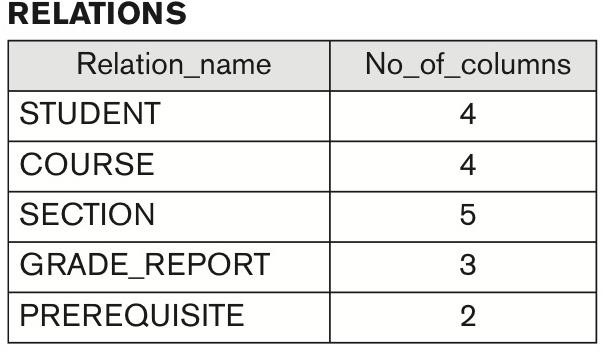 RELATIONS
Relation_name No_of_columns
STUDENT 4
COURSE 4
SECTION 5
GRADE_REPORT 3
PREREQUISITE 2